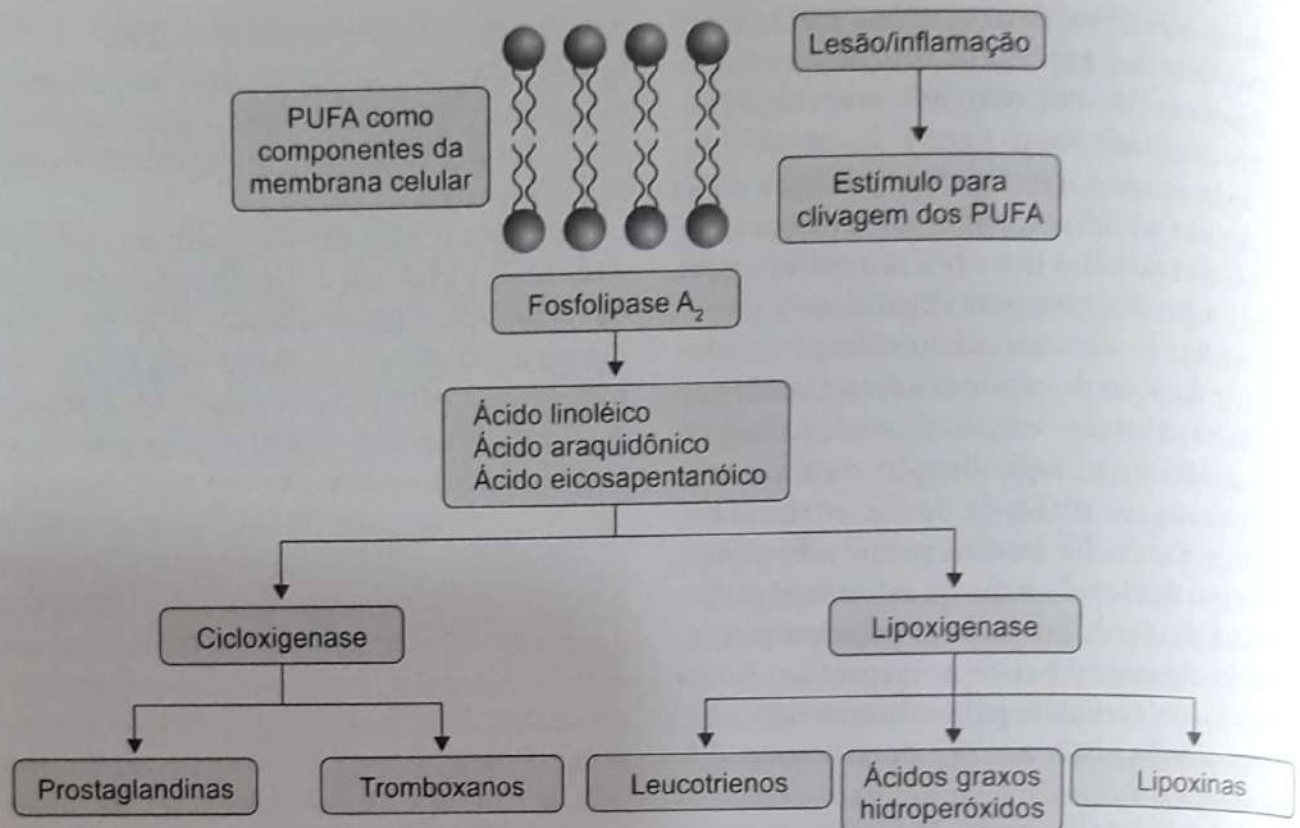 Lesão/inflamação
PUFA como
componentes da
membrana celular
Estímulo para
clivagem dos PUFA
Fosfolipase A₂
Ácido linoléico
Ácido araquidônico
Ácido eicosapentanóico
Cicloxigenase
Lipoxigenase
Prostaglandinas
Tromboxanos
Leucotrienos
Ácidos graxos
hidroperóxidos
Lipoxinas